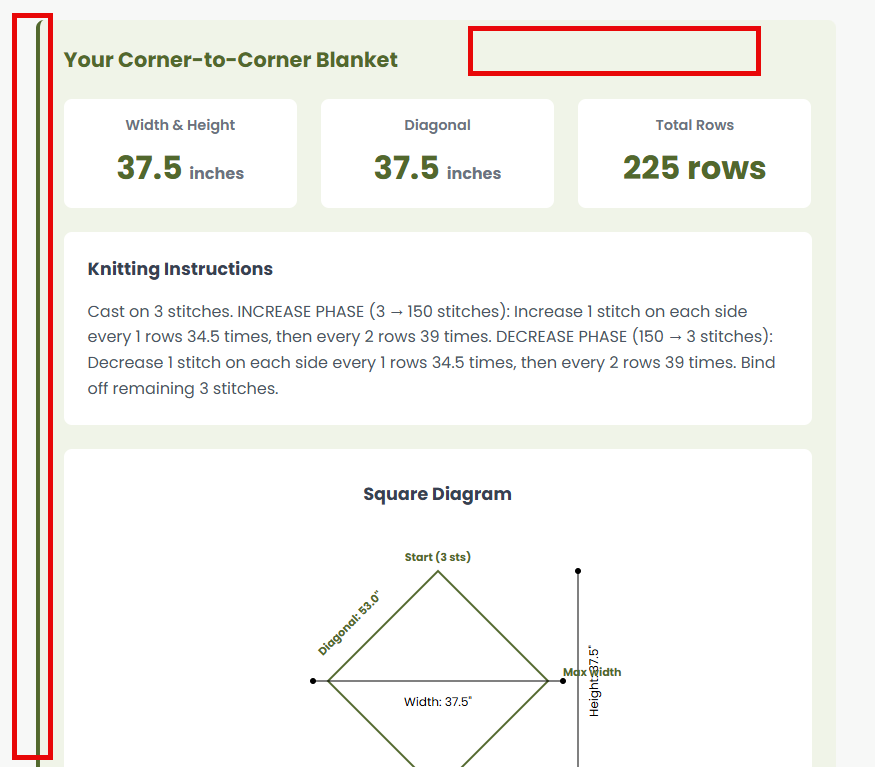 Your Corner-to-Corner Blanket
Width & Height
37.5 inches
Diagonal
37.5 inches
Total Rows
225 rows
Knitting Instructions
Cast on 3 stitches. INCREASE PHASE (3 → 150 stitches): Increase 1 stitch on each side
every 1 rows 34.5 times, then every 2 rows 39 times. DECREASE PHASE (150 → 3 stitches):
Decrease 1 stitch on each side every 1 rows 34.5 times, then every 2 rows 39 times. Bind
off remaining 3 stitches.
Square Diagram
Start (3 sts)
Diagonal: 53.0"
Max width
Height: 37.5"
Width: 37.5"